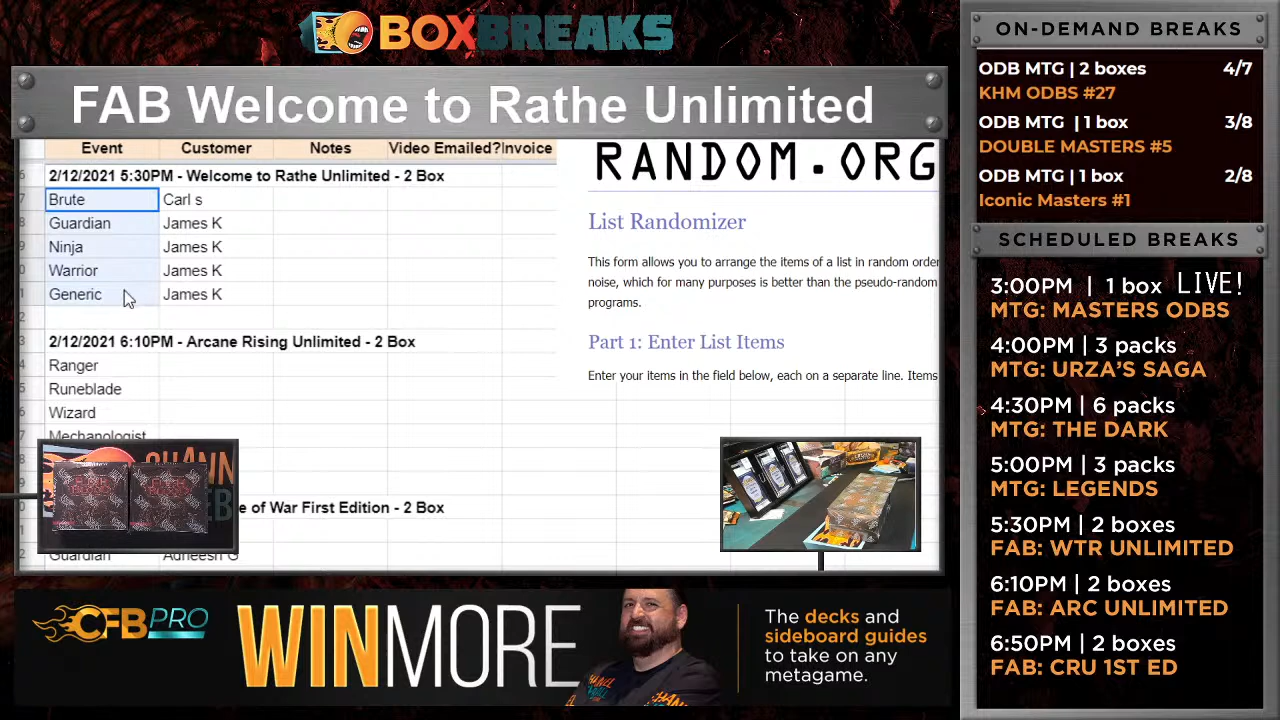 BOXBREAKS
FAB Welcome to Rathe Unlimited
Event Customer Notes Video Emailed? Invoice
2/12/2021 5:30PM - Welcome to Rathe Unlimited - 2 Box
Brute Carl s
Guardian James K
Ninja James K
Warrior James K
Generic James K
2/12/2021 6:10PM - Arcane Rising Unlimited - 2 Box
Ranger
Runeblade
Wizard
Mechanologist
e of War First Edition - 2 Box
Guardian Adheesh G
RANDOM.ORG
List Randomizer
This form allows you to arrange the items of a list in random order
noise, which for many purposes is better than the pseudo-random
programs.
Part 1: Enter List Items
Enter your items in the field below, each on a separate line. Items
CFB PRO
WINMORE
The decks and
sideboard guides
to take on any
metagame.
ON-DEMAND BREAKS
ODB MTG | 2 boxes 4/7
KHM ODBS #27
ODB MTG | 1 box 3/8
DOUBLE MASTERS #5
ODB MTG | 1 box 2/8
Iconic Masters #1
SCHEDULED BREAKS
3:00PM | 1 box LIVE!
MTG: MASTERS ODBS
4:00PM | 3 packs
MTG: URZA'S SAGA
4:30PM | 6 packs
MTG: THE DARK
5:00PM | 3 packs
MTG: LEGENDS
5:30PM | 2 boxes
FAB: WTR UNLIMITED
6:10PM | 2 boxes
FAB: ARC UNLIMITED
6:50PM | 2 boxes
FAB: CRU 1ST ED